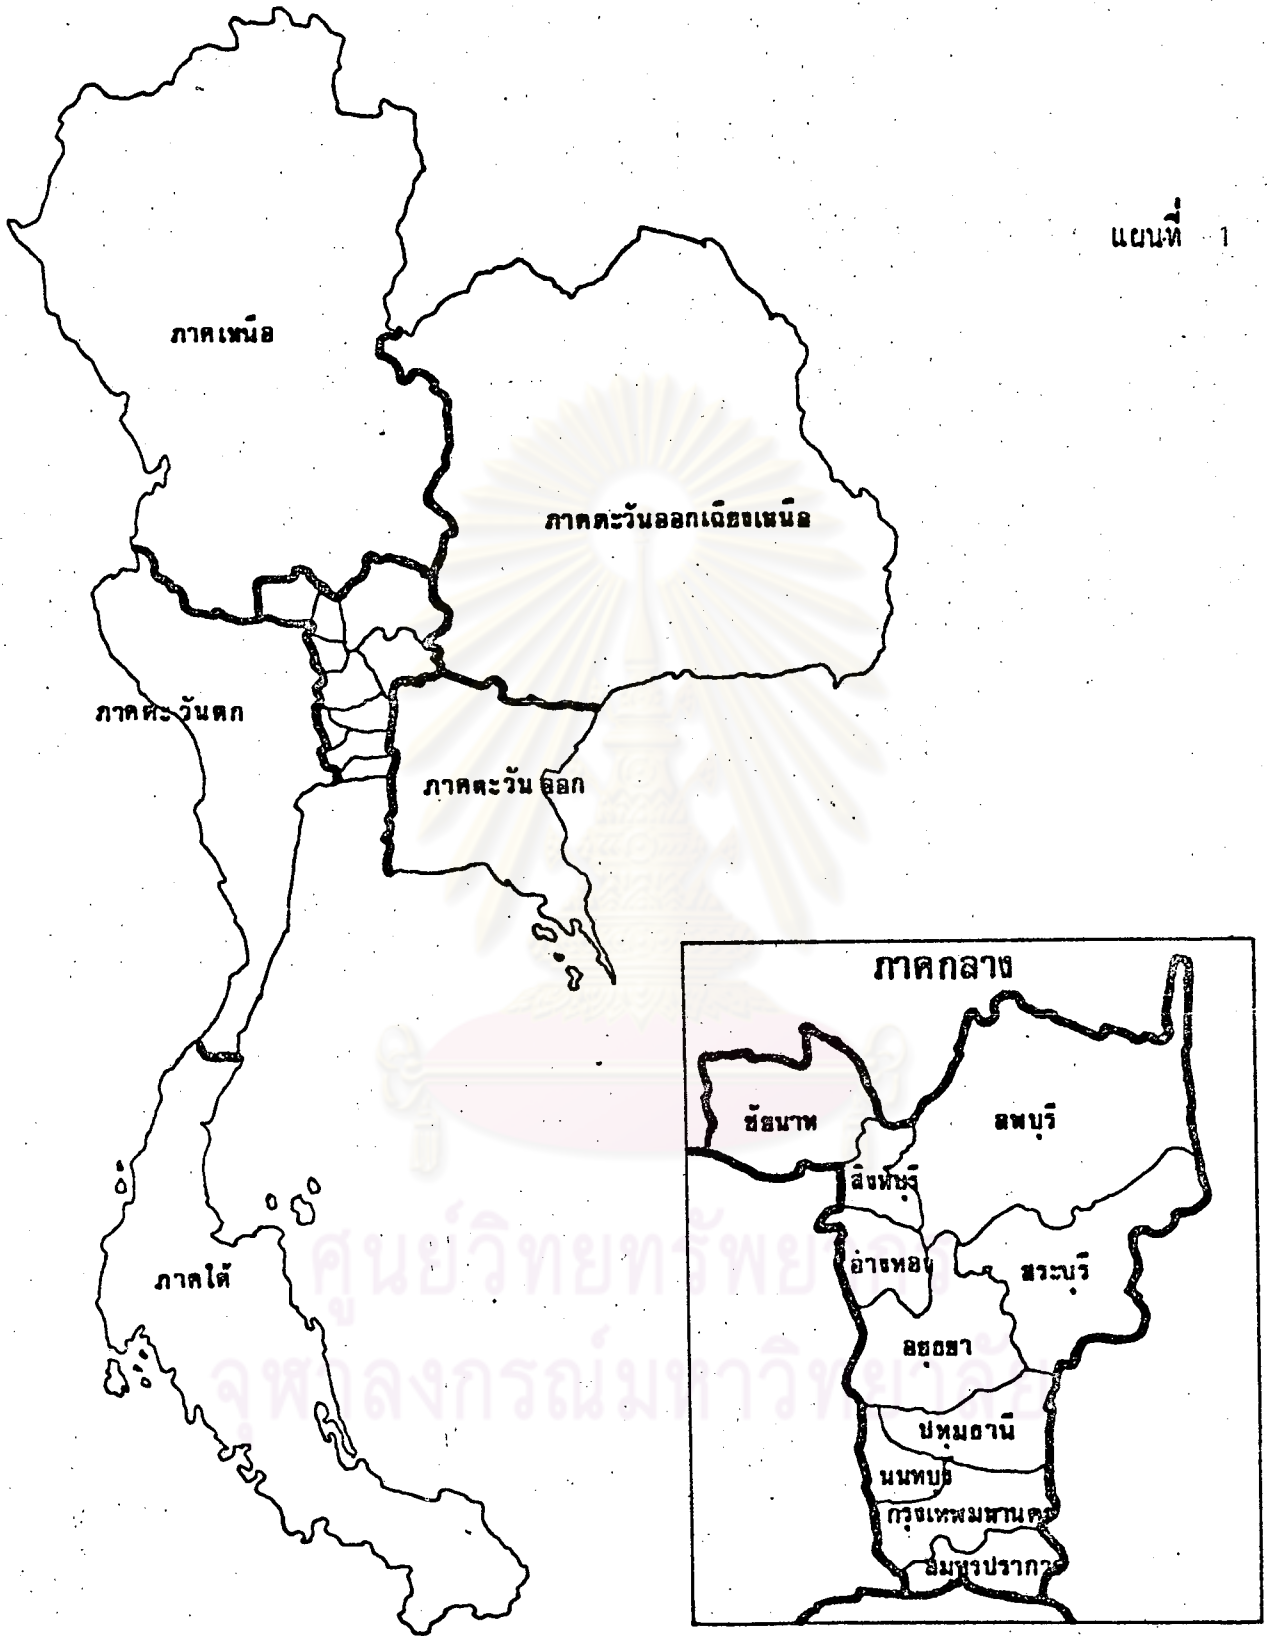 แผนที่ 1
ภาคเหนือ
ภาคตะวันออกเฉียงเหนือ
ภาคตะวันตก
ภาคตะวันออก
ภาคใต้
ภาคกลาง
ชัยนาท
ลพบุรี
สิงห์บุรี
อ่างทอง
สระบุรี
อยุธยา
ปทุมธานี
นนทบุรี
กรุงเทพมหานคร
สมุทรปราการ
ศูนย์วิทยทรัพยากร
จุฬาลงกรณ์มหาวิทยาลัย